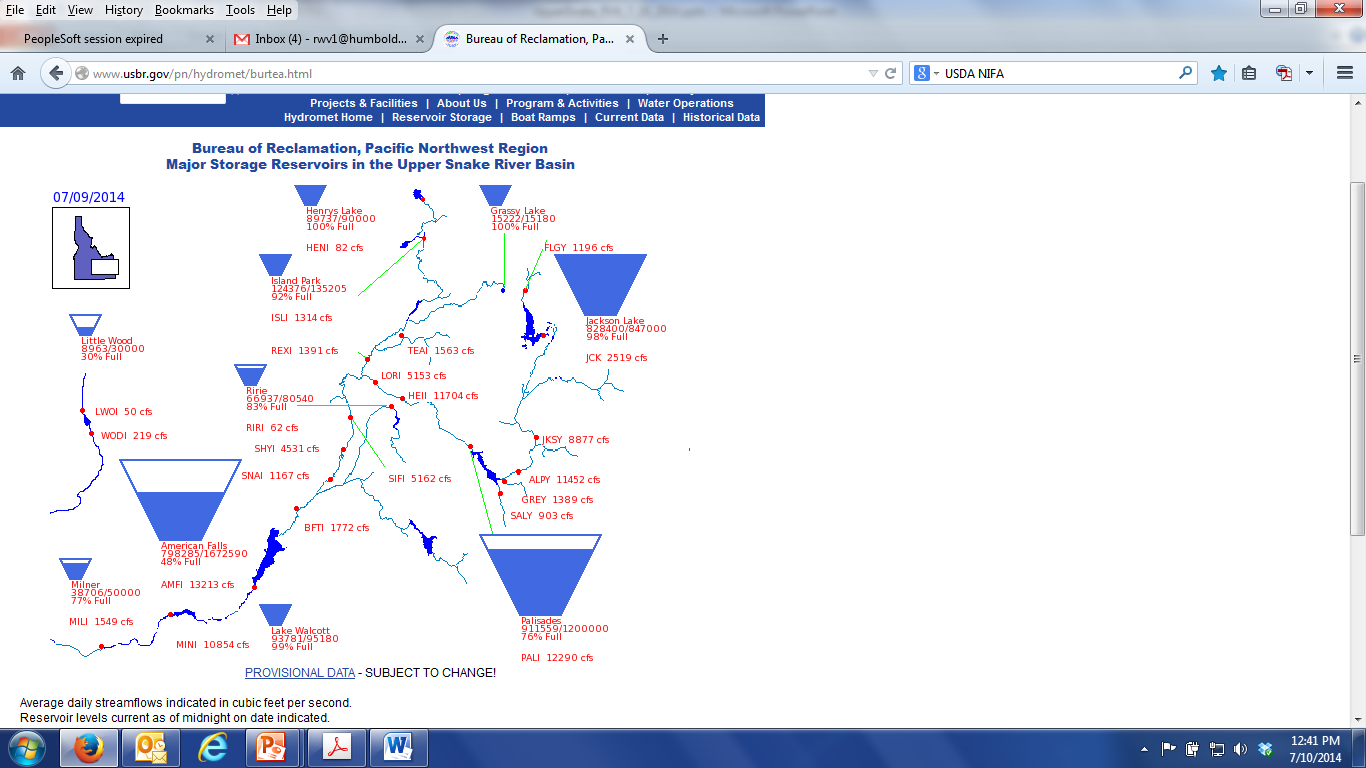 File Edit View History Bookmarks Tools Help
PeopleSoft session expired
Inbox (4) - rwv1@humbold...
Bureau of Reclamation, Pa...
www.usbr.gov/pn/hydromet/burtea.html
USDA NIFA
Projects & Facilities | About Us | Program & Activities | Water Operations
Hydromet Home | Reservoir Storage | Boat Ramps | Current Data | Historical Data
Bureau of Reclamation, Pacific Northwest Region
Major Storage Reservoirs in the Upper Snake River Basin
07/09/2014
Henrys Lake
89737/90000
100% Full
HENI 82 cfs
Grassy Lake
15222/15180
100% Full
FLGY 1196 cfs
Island Park
124376/135205
92% Full
ISLI 1314 cfs
Jackson Lake
828400/847000
98% Full
JCK 2519 cfs
Little Wood
8963/30000
30% Full
REXI 1391 cfs
TEAI 1563 cfs
LORI 5153 cfs
HEII 11704 cfs
Ririe
66937/80540
83% Full
RIRI 62 cfs
LWOI 50 cfs
WODI 219 cfs
SHYI 4531 cfs
JKSY 8877 cfs
SNAI 1167 cfs
SIFI 5162 cfs
ALPY 11452 cfs
GREY 1389 cfs
SALY 903 cfs
BFTI 1772 cfs
American Falls
798285/1672590
48% Full
AMFI 13213 cfs
Milner
38706/50000
77% Full
MILI 1549 cfs
MINI 10854 cfs
Lake Walcott
93781/95180
99% Full
Palisades
911559/1200000
76% Full
PALI 12290 cfs
PROVISIONAL DATA - SUBJECT TO CHANGE!
Average daily streamflows indicated in cubic feet per second.
Reservoir levels current as of midnight on date indicated.
12:41 PM
7/10/2014